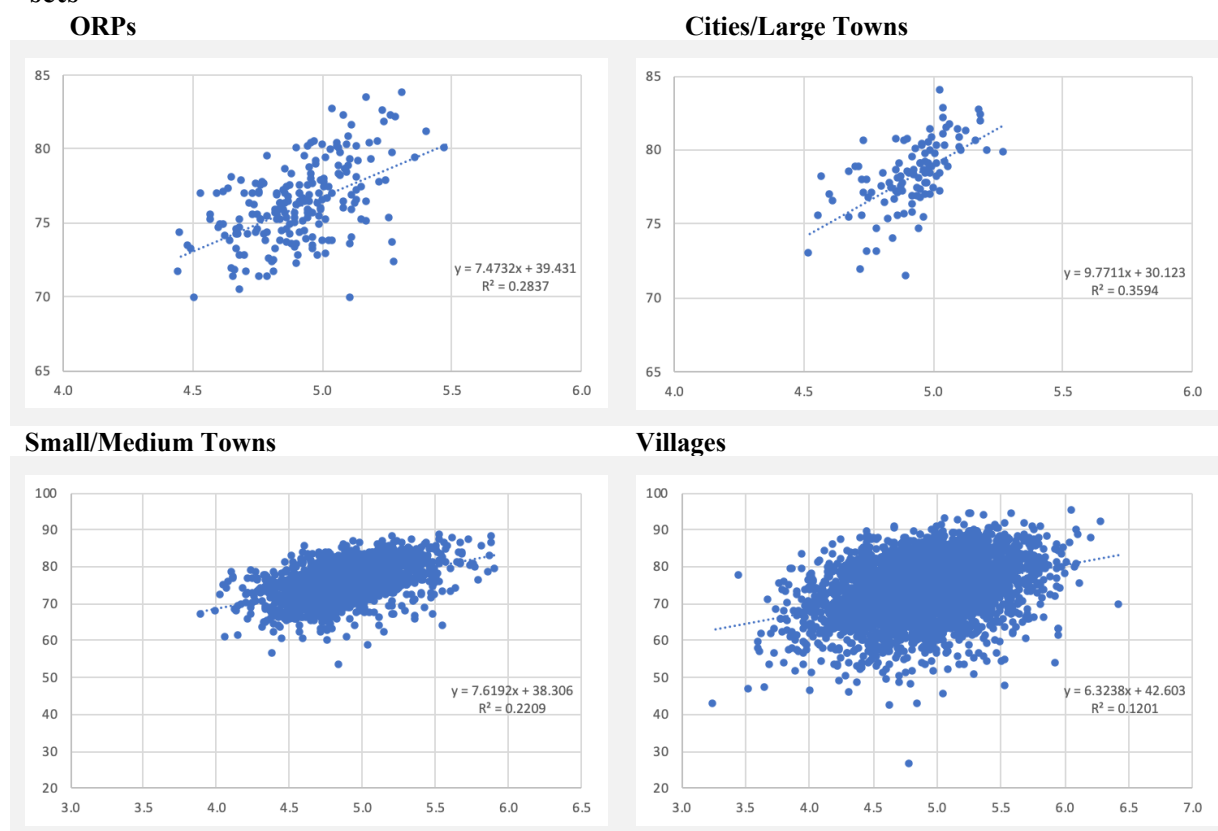 sets
ORPs
Cities/Large Towns
85
80
75
70
65
4.0 4.5 5.0 5.5 6.0
y = 7.4732x + 39.431
R² = 0.2837
85
80
75
70
65
4.0 4.5 5.0 5.5 6.0
y = 9.7711x + 30.123
R² = 0.3594
Small/Medium Towns
Villages
100
90
80
70
60
50
40
30
20
3.0 3.5 4.0 4.5 5.0 5.5 6.0 6.5
y = 7.6192x + 38.306
R² = 0.2209
100
90
80
70
60
50
40
30
20
3.0 3.5 4.0 4.5 5.0 5.5 6.0 6.5 7.0
y = 6.3238x + 42.603
R² = 0.1201